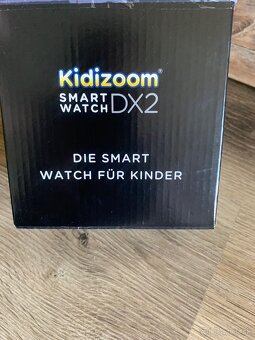 Kidizoom®
SMART
WATCH DX2
DIE SMART
WATCH FÜR KINDER